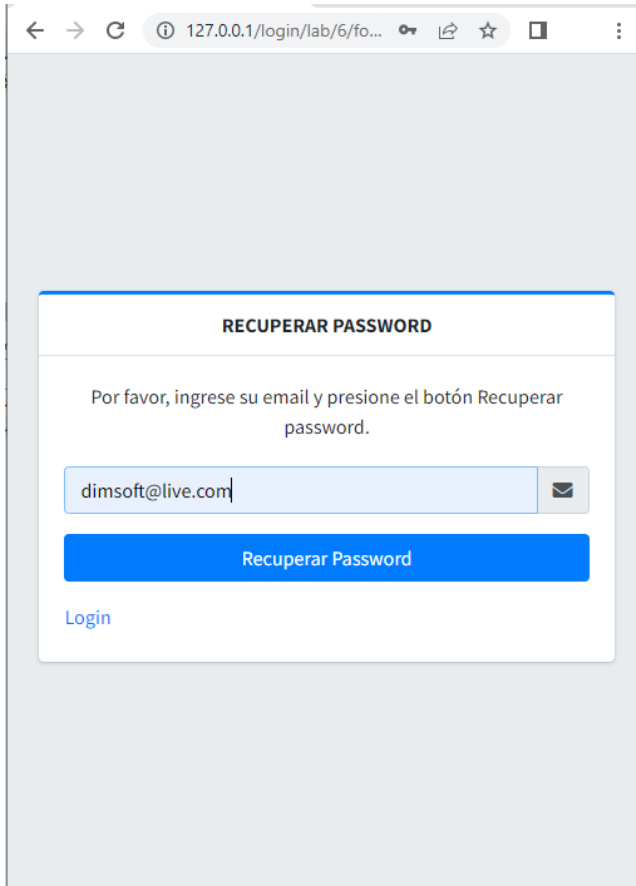 127.0.0.1/login/lab/6/fo...
RECUPERAR PASSWORD
Por favor, ingrese su email y presione el botón Recuperar
password.
dimsoft@live.com
Recuperar Password
Login